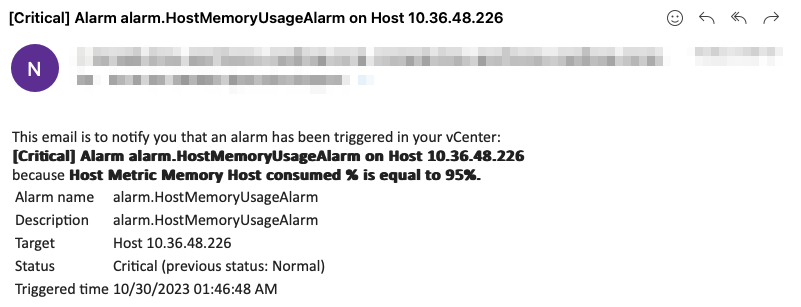 [Critical] Alarm alarm.HostMemoryUsageAlarm on Host 10.36.48.226
N
This email is to notify you that an alarm has been triggered in your vCenter:
[Critical] Alarm alarm.HostMemoryUsageAlarm on Host 10.36.48.226
because Host Metric Memory Host consumed % is equal to 95%.
Alarm name alarm.HostMemoryUsageAlarm
Description alarm.HostMemoryUsageAlarm
Target Host 10.36.48.226
Status Critical (previous status: Normal)
Triggered time 10/30/2023 01:46:48 AM